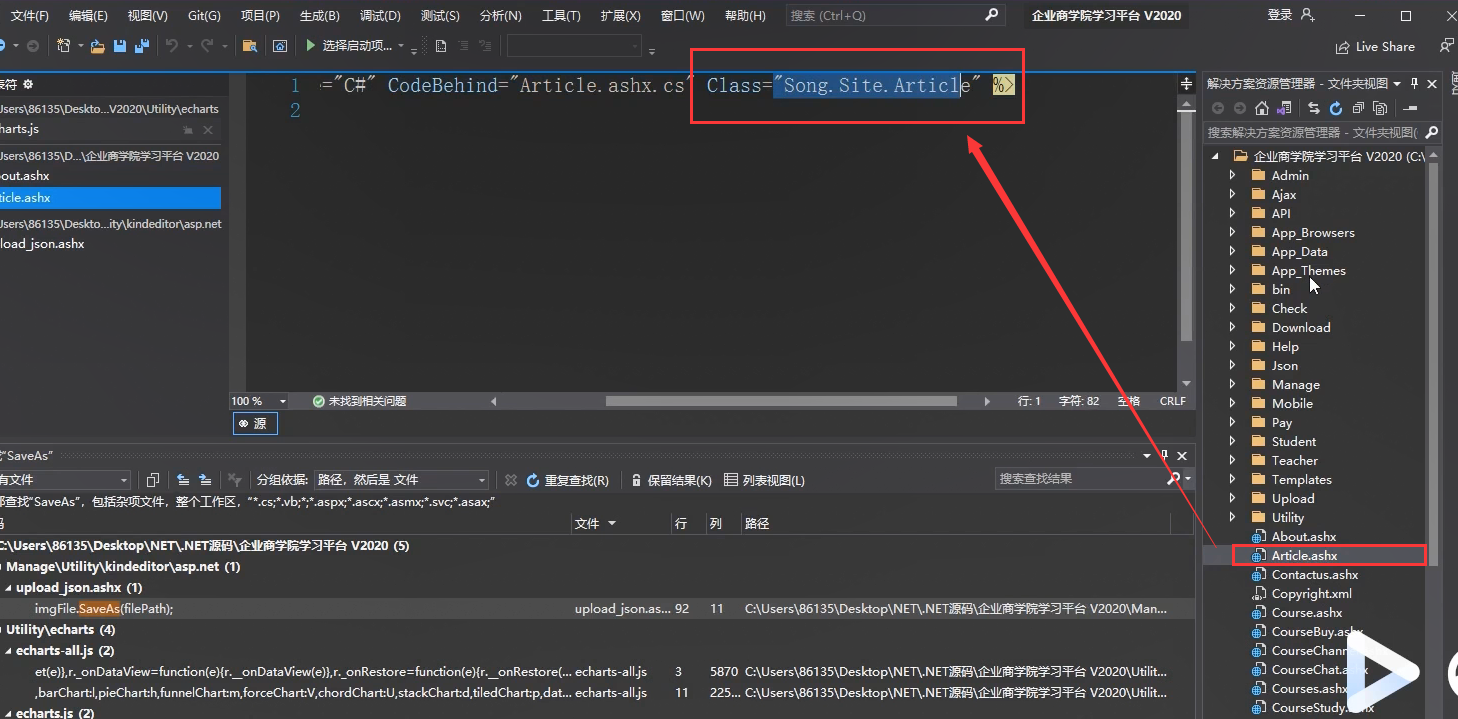 文件(F) 编辑(E) 视图(V) Git(G) 项目(P) 生成(B) 调试(D) 测试(S) 分析(N) 工具(T) 扩展(X) 窗口(W) 帮助(H) 搜索 (Ctrl+Q) 企业商学院学习平台 V2020 登录
选择启动项... Live Share
表符
Jsers\86135\Deskto...V2020\Utility\echarts
harts.js
Jsers\86135\D...\企业商学院学习平台 V2020
out.ashx
ticle.ashx
Jsers\86135\Deskto...ity\kindeditor\asp.net
load_json.ashx
1 ="C#" CodeBehind="Article.ashx.cs" Class="Song.Site.Article" %>
2
100 % 未找到相关问题 行: 1 字符: 82 空格 CRLF
源
解决方案资源管理器 - 文件夹视图
搜索解决方案资源管理器 - 文件夹视图(
企业商学院学习平台 V2020 (C:\
Admin
Ajax
API
App_Browsers
App_Data
App_Themes
bin
Check
Download
Help
Json
Manage
Mobile
Pay
Student
Teacher
Templates
Upload
Utility
About.ashx
Article.ashx
Contactus.ashx
Copyright.xml
Course.ashx
CourseBuy.ashx
CourseChann
CourseChat.a
Courses.ashx
CourseStudy.ashx
"SaveAs"
有文件 分组依据: 路径，然后是 文件 重复查找(R) 保留结果(K) 列表视图(L) 搜索查找结果
部查找"SaveAs"，包括杂项文件，整个工作区，"*.cs;*.vb;*;*.aspx;*.ascx;*.asmx;*.svc;*.asax;"
码 文件 行 列 路径
C:\Users\86135\Desktop\NET\.NET源码\企业商学院学习平台 V2020 (5)
Manage\Utility\kindeditor\asp.net (1)
upload_json.ashx (1)
imgFile.SaveAs(filePath); upload_json.as... 92 11 C:\Users\86135\Desktop\NET\.NET源码\企业商学院学习平台 V2020\Man...
Utility\echarts (4)
echarts-all.js (2)
et(e)},r._onDataView=function(e){r.__onDataView(e)},r._onRestore=function(e){r.__onRestore(... echarts-all.js 3 5870 C:\Users\86135\Desktop\NET\.NET源码\企业商学院学习平台 V2020\Utilit...
,barChart:l,pieChart:h,funnelChart:m,forceChart:V,chordChart:U,stackChart:d,tiledChart:p,dat... echarts-all.js 11 225... C:\Users\86135\Desktop\NET\.NET源码\企业商学院学习平台 V2020\Utilit...
echarts.js (2)